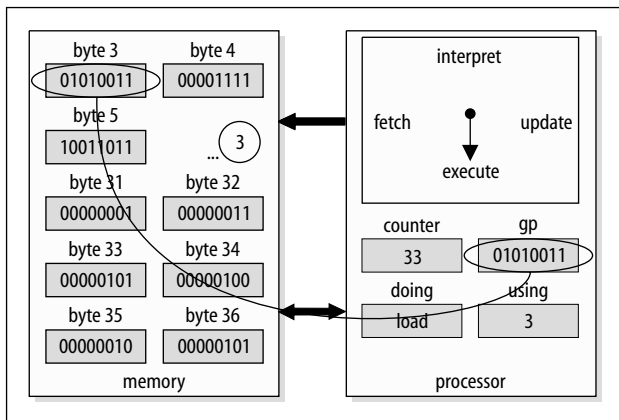 byte 3 byte 4
01010011 00001111
byte 5
10011011
... 3
byte 31 byte 32
00000001 00000011
byte 33 byte 34
00000101 00000100
byte 35 byte 36
00000010 00000101
memory
interpret
fetch update
execute
counter gp
33 01010011
doing using
load 3
processor